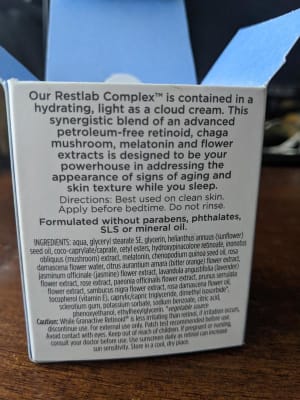 Our Restlab Complex™ is contained in a
hydrating, light as a cloud cream. This
synergistic blend of an advanced
petroleum-free retinoid, chaga
mushroom, melatonin and flower
extracts is designed to be your
powerhouse in addressing the
appearance of signs of aging and
skin texture while you sleep.
Directions: Best used on clean skin.
Apply before bedtime. Do not rinse.
Formulated without parabens, phthalates,
SLS or mineral oil.
INGREDIENTS: aqua, glyceryl stearate SE, glycerin, helianthus annuus (sunflower)
seed oil, coco-caprylate/caprate, cetyl esters, hydroxypinacolone retinoate, inonotus
obliquus (mushroom) extract, melatonin, chenopodium quinoa seed oil, rosa
damascena flower water, citrus aurantium amara (bitter orange) flower extract,
jasminum officinale (jasmine) flower extract, lavandula angustifolia (lavender)
flower extract, rose extract, paeonia officinalis flower extract, prunus serrulata
flower extract, sambucus nigra flower extract, rosa damascena flower oil,
tocopherol (vitamin E), caprylic/capric triglyceride, dimethyl isosorbide*,
sclerotium gum, potassium sorbate, sodium benzoate, citric acid,
phenoxyethanol, ethylhexylglycerin. *vegetable source
Caution: While Granactive Retinoid® is less irritating than retinol, if irritation occurs,
discontinue use. For external use only. Patch test recommended before use.
Avoid contact with eyes. Keep out of reach of children. If pregnant or nursing,
consult your doctor before use. Use sunscreen daily as retinol can increase
sun sensitivity. Store in a cool, dry place.